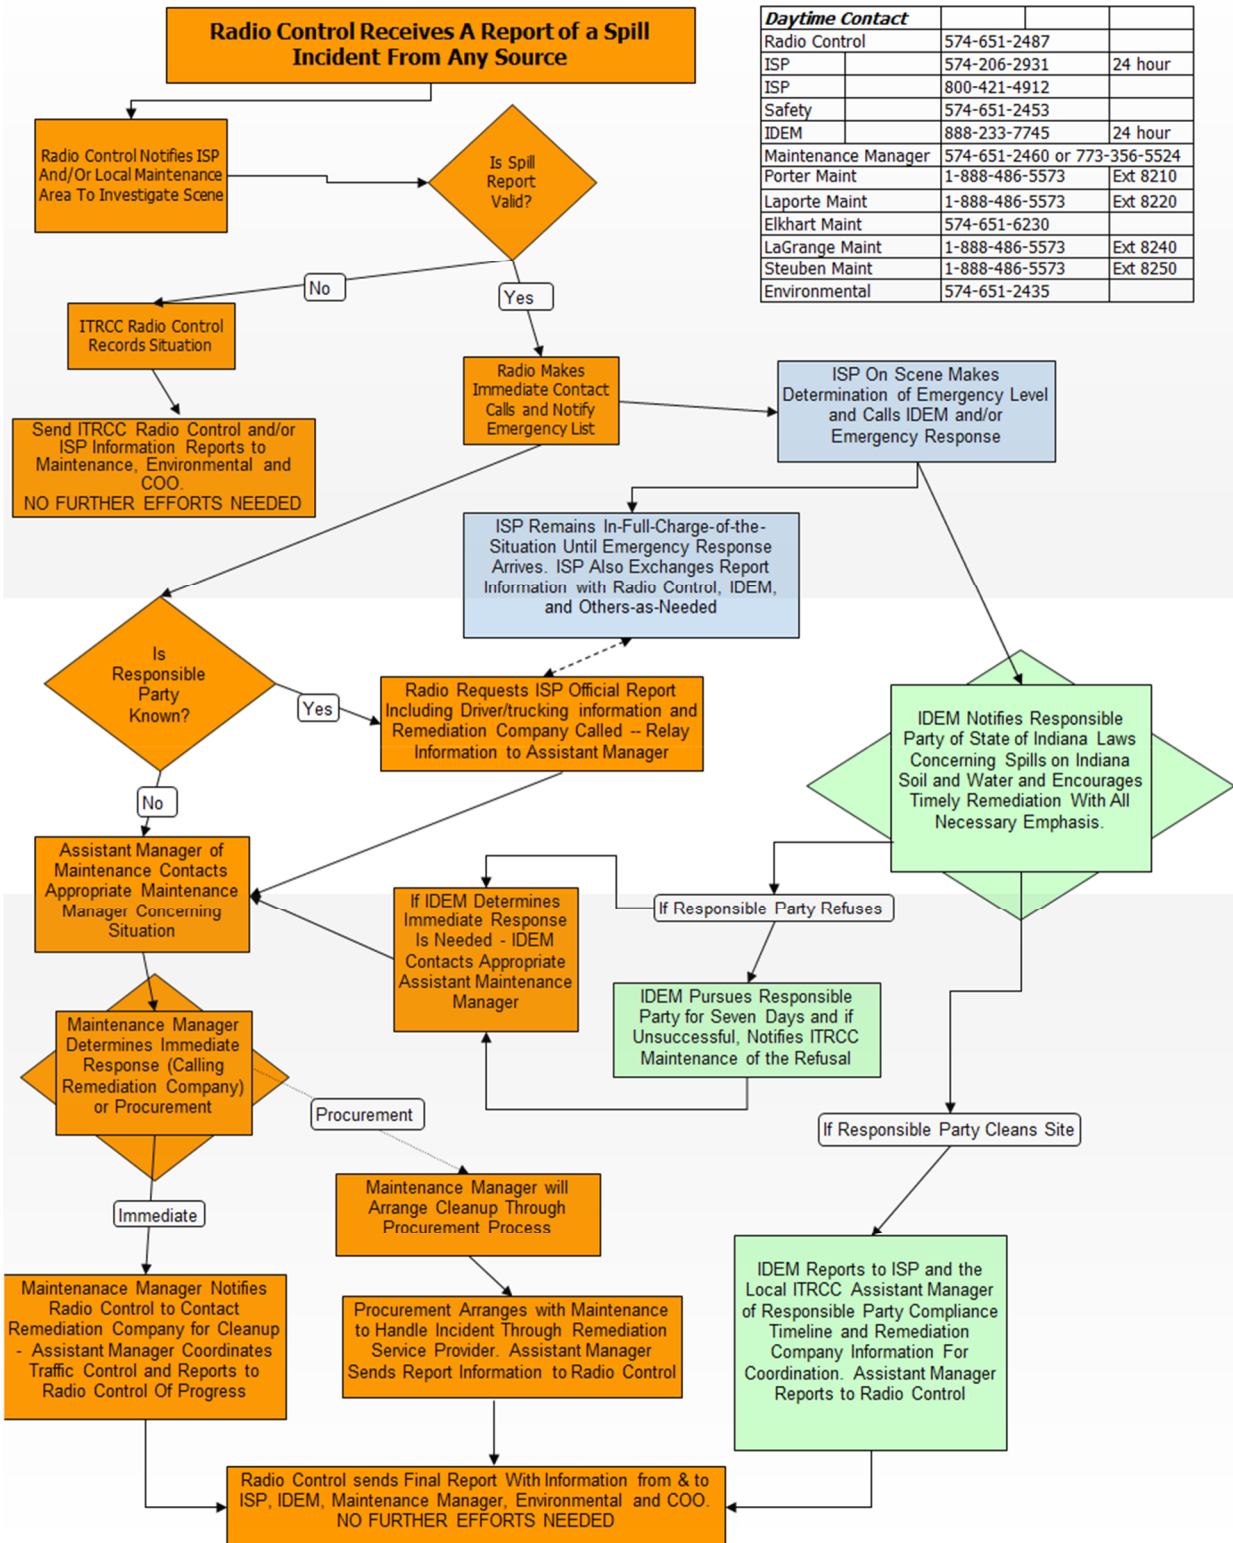 Radio Control Receives A Report of a Spill
Incident From Any Source
Daytime Contact
Radio Control 574-651-2487
ISP 574-206-2931 24 hour
ISP 800-421-4912
Safety 574-651-2453
IDEM 888-233-7745 24 hour
Maintenance Manager 574-651-2460 or 773-356-5524
Porter Maint 1-888-486-5573 Ext 8210
Laporte Maint 1-888-486-5573 Ext 8220
Elkhart Maint 574-651-6230
LaGrange Maint 1-888-486-5573 Ext 8240
Steuben Maint 1-888-486-5573 Ext 8250
Environmental 574-651-2435
Radio Control Notifies ISP
And/Or Local Maintenance
Area To Investigate Scene
Is Spill
Report
Valid?
No
Yes
ITRCC Radio Control
Records Situation
Send ITRCC Radio Control and/or
ISP Information Reports to
Maintenance, Environmental and
COO.
NO FURTHER EFFORTS NEEDED
Radio Makes
Immediate Contact
Calls and Notify
Emergency List
ISP On Scene Makes
Determination of Emergency Level
and Calls IDEM and/or
Emergency Response
ISP Remains In-Full-Charge-of-the-
Situation Until Emergency Response
Arrives. ISP Also Exchanges Report
Information with Radio Control, IDEM,
and Others-as-Needed
Is
Responsible
Party
Known?
Yes
No
Radio Requests ISP Official Report
Including Driver/trucking information and
Remediation Company Called -- Relay
Information to Assistant Manager
IDEM Notifies Responsible
Party of State of Indiana Laws
Concerning Spills on Indiana
Soil and Water and Encourages
Timely Remediation With All
Necessary Emphasis.
Assistant Manager of
Maintenance Contacts
Appropriate Maintenance
Manager Concerning
Situation
If IDEM Determines
Immediate Response
Is Needed - IDEM
Contacts Appropriate
Assistant Maintenance
Manager
If Responsible Party Refuses
IDEM Pursues Responsible
Party for Seven Days and if
Unsuccessful, Notifies ITRCC
Maintenance of the Refusal
Maintenance Manager
Determines Immediate
Response (Calling
Remediation Company)
or Procurement
Procurement
If Responsible Party Cleans Site
Immediate
Maintenance Manager will
Arrange Cleanup Through
Procurement Process
Maintenanace Manager Notifies
Radio Control to Contact
Remediation Company for Cleanup
- Assistant Manager Coordinates
Traffic Control and Reports to
Radio Control Of Progress
Procurement Arranges with Maintenance
to Handle Incident Through Remediation
Service Provider. Assistant Manager
Sends Report Information to Radio Control
IDEM Reports to ISP and the
Local ITRCC Assistant Manager
of Responsible Party Compliance
Timeline and Remediation
Company Information For
Coordination. Assistant Manager
Reports to Radio Control
Radio Control sends Final Report With Information from & to
ISP, IDEM, Maintenance Manager, Environmental and COO.
NO FURTHER EFFORTS NEEDED